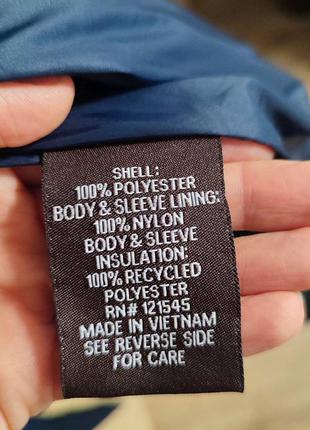 SHELL:
100% POLYESTER
BODY & SLEEVE LINING:
100% NYLON
BODY & SLEEVE
INSULATION:
100% RECYCLED
POLYESTER
RN# 121545
MADE IN VIETNAM
SEE REVERSE SIDE
FOR CARE